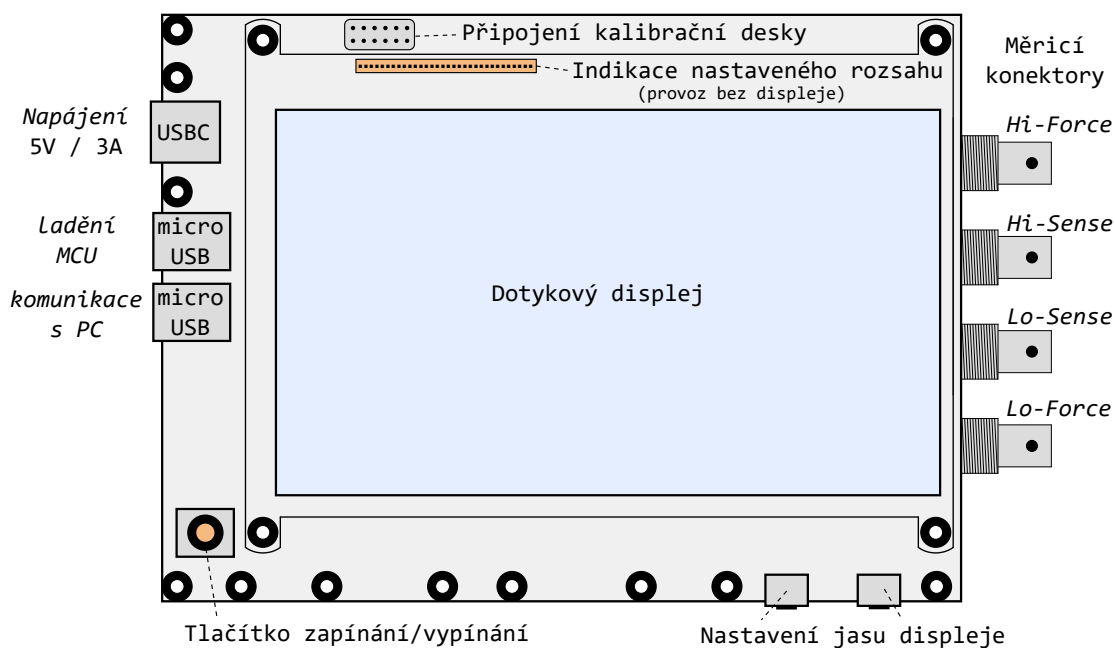 Připojení kalibrační desky
Indikace nastaveného rozsahu
(provoz bez displeje)
Měricí
konektory
Napájení
5V / 3A
USBC
Hi-Force
ladění
MCU
micro
USB
Hi-Sense
komunikace
s PC
micro
USB
Dotykový displej
Lo-Sense
Lo-Force
Tlačítko zapínání/vypínání
Nastavení jasu displeje